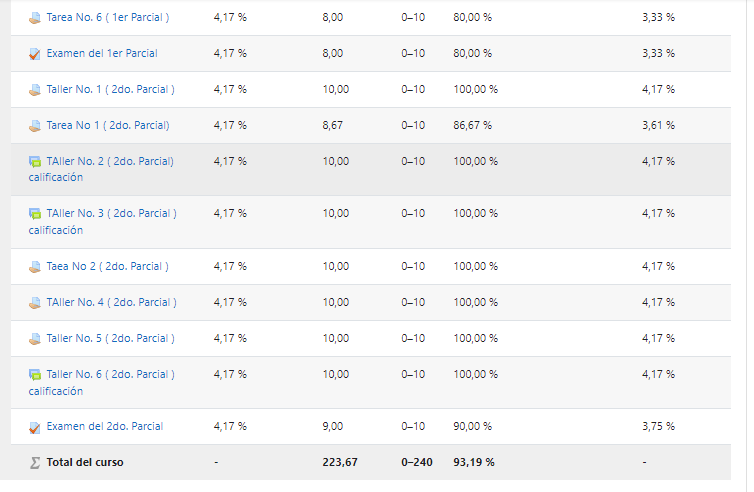 Tarea No. 6 ( 1er Parcial ) 4,17 % 8,00 0–10 80,00 % 3,33 %
Examen del 1er Parcial 4,17 % 8,00 0–10 80,00 % 3,33 %
Taller No. 1 ( 2do. Parcial ) 4,17 % 10,00 0–10 100,00 % 4,17 %
Tarea No 1 ( 2do. Parcial) 4,17 % 8,67 0–10 86,67 % 3,61 %
TAller No. 2 ( 2do. Parcial) 4,17 % 10,00 0–10 100,00 % 4,17 %
calificación
TAller No. 3 ( 2do. Parcial ) 4,17 % 10,00 0–10 100,00 % 4,17 %
calificación
Taea No 2 ( 2do. Parcial ) 4,17 % 10,00 0–10 100,00 % 4,17 %
TAller No. 4 ( 2do. Parcial ) 4,17 % 10,00 0–10 100,00 % 4,17 %
Taller No. 5 ( 2do. Parcial ) 4,17 % 10,00 0–10 100,00 % 4,17 %
Taller No. 6 ( 2do. Parcial ) 4,17 % 10,00 0–10 100,00 % 4,17 %
calificación
Examen del 2do. Parcial 4,17 % 9,00 0–10 90,00 % 3,75 %
Σ Total del curso - 223,67 0–240 93,19 % -